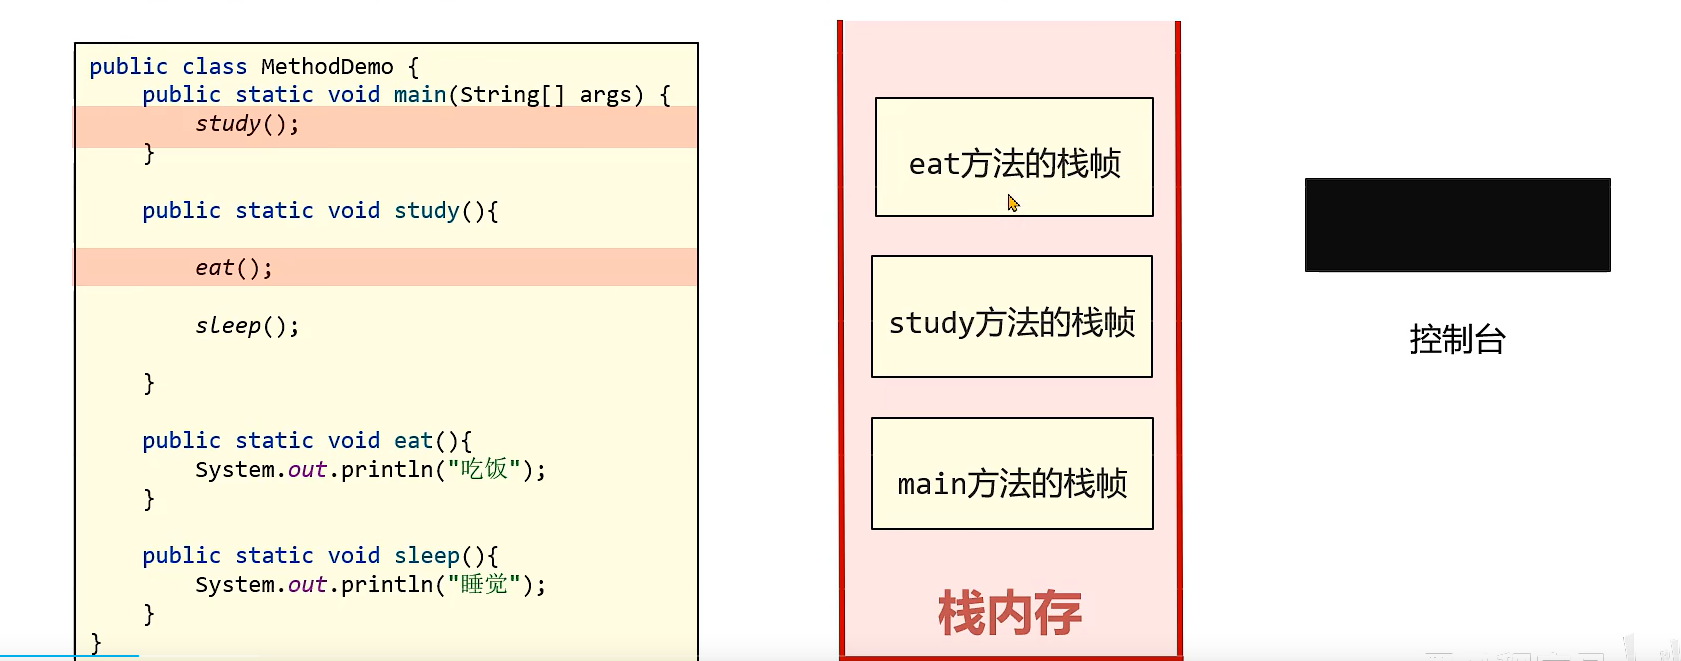 public class MethodDemo {
public static void main(String[] args) {
study();
}
public static void study(){
eat();
sleep();
}
public static void eat(){
System.out.println("吃饭");
}
public static void sleep(){
System.out.println("睡觉");
}
}
eat方法的栈帧
study方法的栈帧
main方法的栈帧
栈内存
控制台